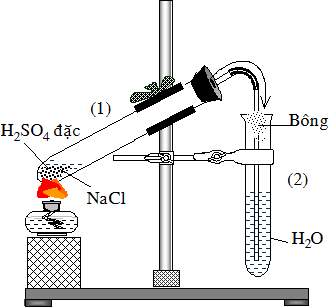 (1)
H₂SO₄ đặc
NaCl
Bông
(2)
H₂O